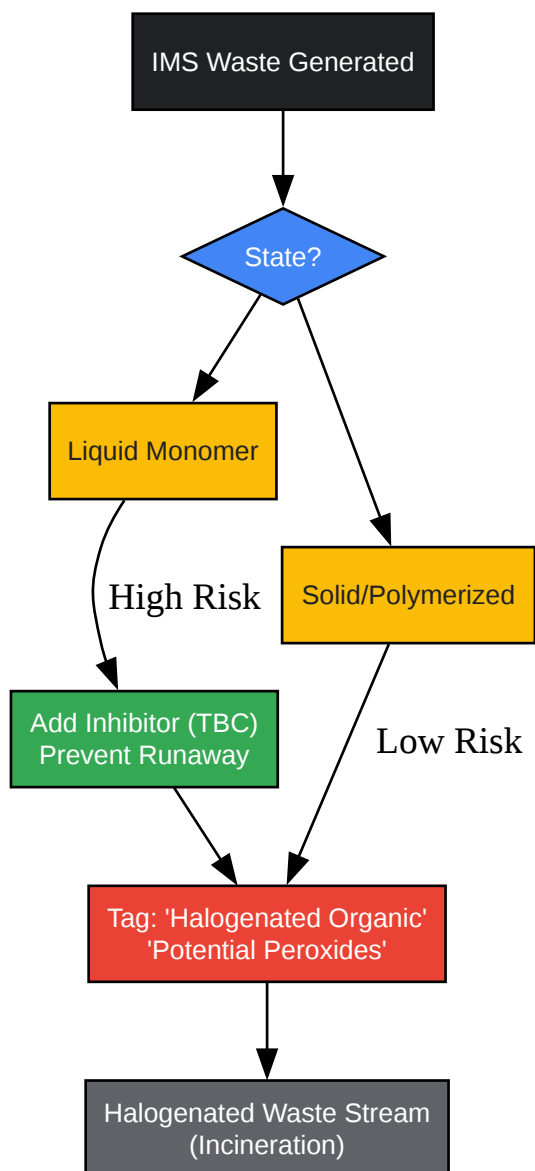 IMS Waste Generated
State?
Liquid Monomer
High Risk
Solid/Polymerized
Add Inhibitor (TBC)
Prevent Runaway
Low Risk
Tag: 'Halogenated Organic'
'Potential Peroxides'
Halogenated Waste Stream
(Incineration)